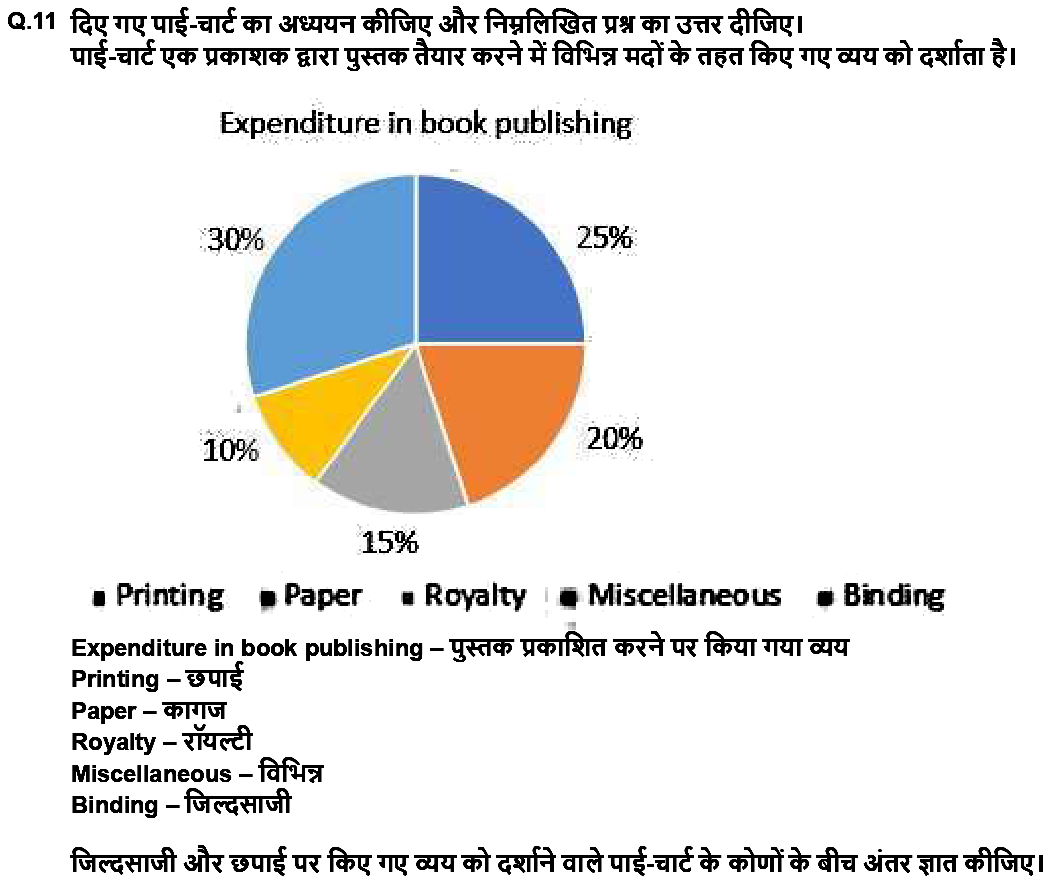 Q.11 दिए गए पाई-चार्ट का अध्ययन कीजिए और निम्नलिखित प्रश्न का उत्तर दीजिए।
पाई-चार्ट एक प्रकाशक द्वारा पुस्तक तैयार करने में विभिन्न मदों के तहत किए गए व्यय को दर्शाता है।
Expenditure in book publishing
30%
25%
10%
20%
15%
Printing Paper Royalty Miscellaneous Binding
Expenditure in book publishing – पुस्तक प्रकाशित करने पर किया गया व्यय
Printing – छपाई
Paper – कागज
Royalty – रॉयल्टी
Miscellaneous – विभिन्न
Binding – जिल्दसाजी
जिल्दसाजी और छपाई पर किए गए व्यय को दर्शाने वाले पाई-चार्ट के कोणों के बीच अंतर ज्ञात कीजिए।